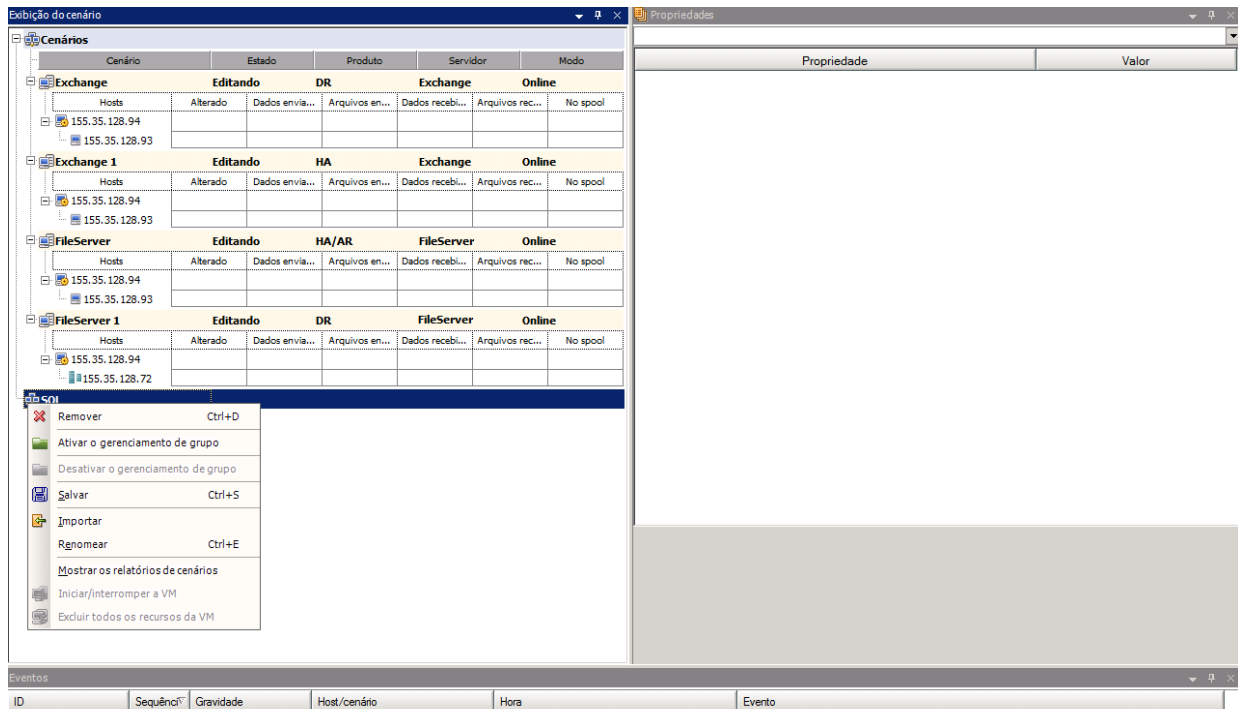 Exibição do cenário
Propriedades
Cenários
Cenário Estado Produto Servidor Modo
Propriedade Valor
Exchange Editando DR Exchange Online
Hosts Alterado Dados envia... Arquivos en... Dados recebi... Arquivos rec... No spool
155.35.128.94
155.35.128.93
Exchange 1 Editando HA Exchange Online
Hosts Alterado Dados envia... Arquivos en... Dados recebi... Arquivos rec... No spool
155.35.128.94
155.35.128.93
FileServer Editando HA/AR FileServer Online
Hosts Alterado Dados envia... Arquivos en... Dados recebi... Arquivos rec... No spool
155.35.128.94
155.35.128.93
FileServer 1 Editando DR FileServer Online
Hosts Alterado Dados envia... Arquivos en... Dados recebi... Arquivos rec... No spool
155.35.128.94
155.35.128.72
SQL
Remover Ctrl+D
Ativar o gerenciamento de grupo
Desativar o gerenciamento de grupo
Salvar Ctrl+S
Importar
Renomear Ctrl+E
Mostrar os relatórios de cenários
Iniciar/interromper a VM
Excluir todos os recursos da VM
Eventos
ID Sequênci Gravidade Host/cenário Hora Evento